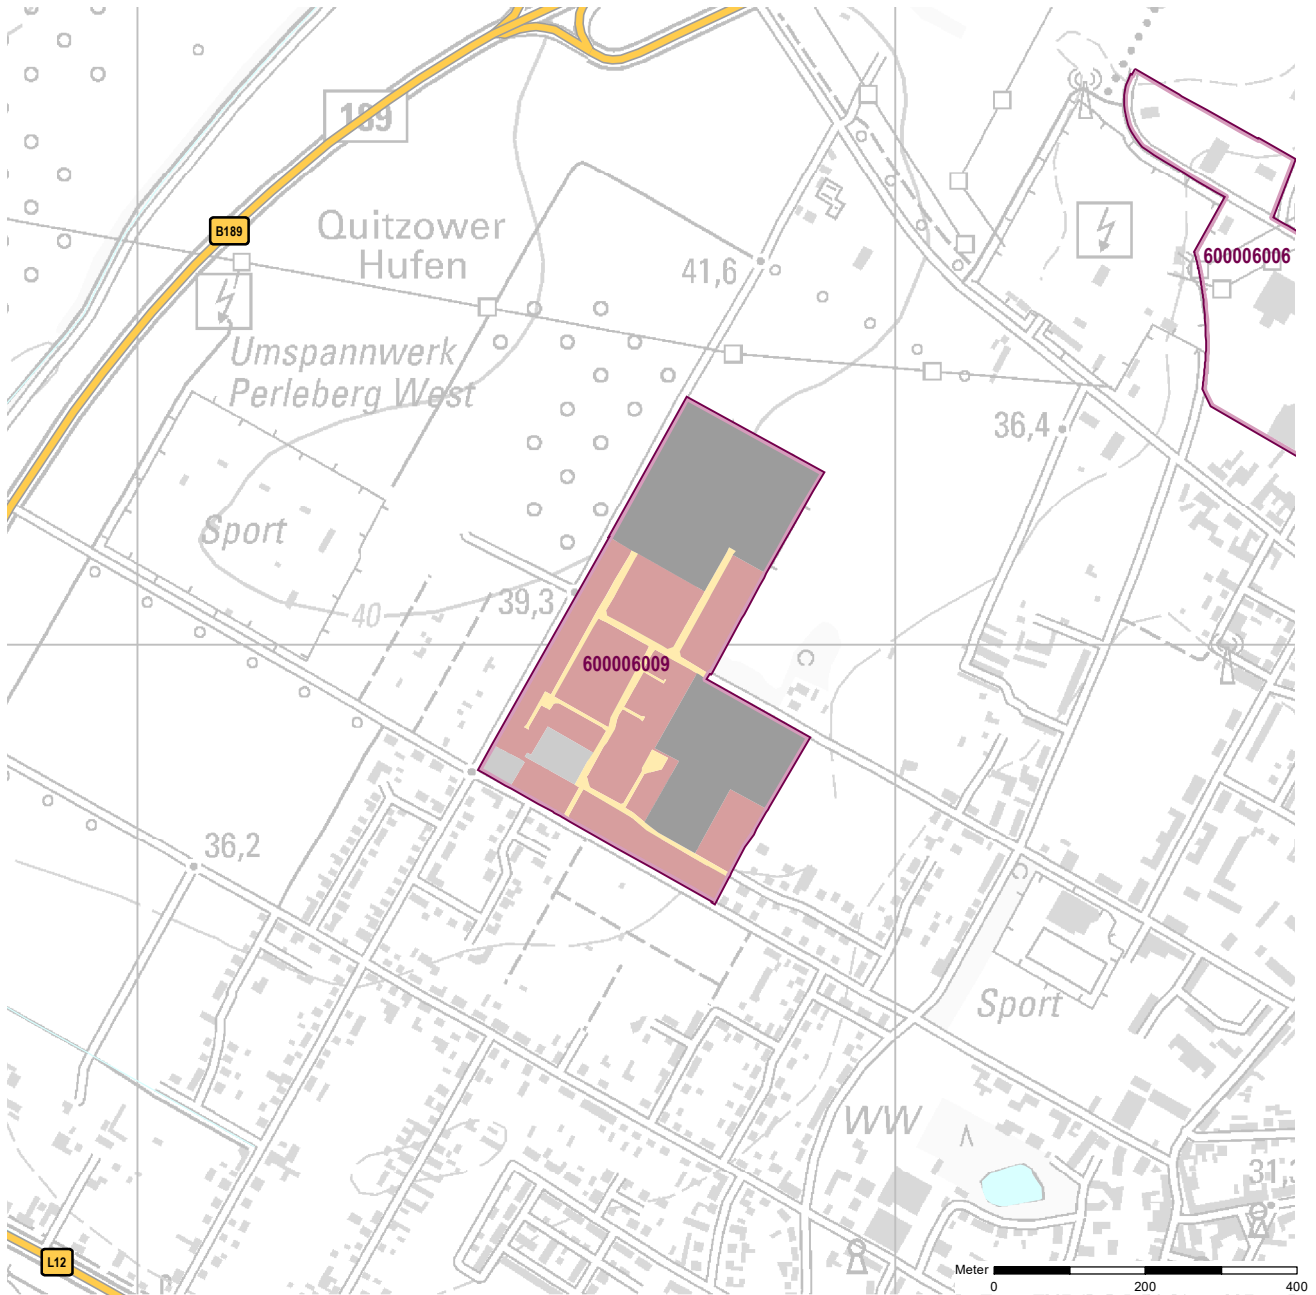 189
B189
Quitzower
Hufen
41,6
600006006
Umspannwerk
Perleberg West
36,4
Sport
39,3
40
600006009
36,2
Sport
WW
31,3
L12
Meter
0
200
400